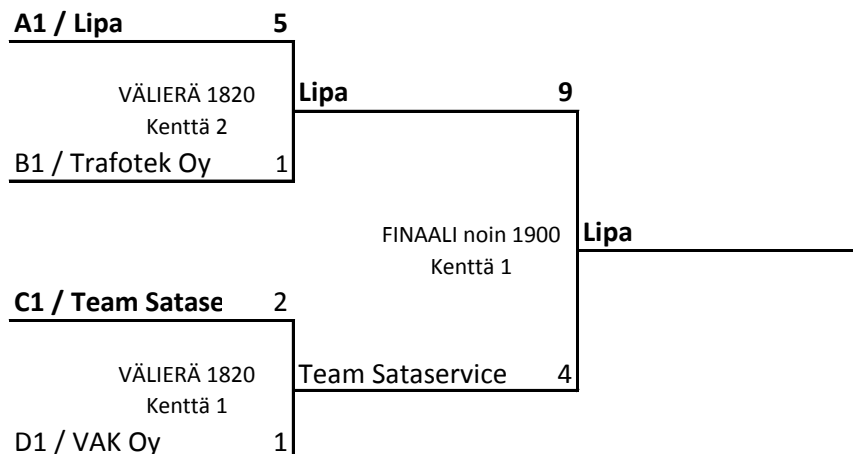 A1 / Lipa 5
VÄLIERÄ 1820
Kenttä 2
Lipa 9
B1 / Trafotek Oy 1
FINAALI noin 1900
Kenttä 1
Lipa
C1 / Team Satase 2
VÄLIERÄ 1820
Kenttä 1
Team Sataservice 4
D1 / VAK Oy 1